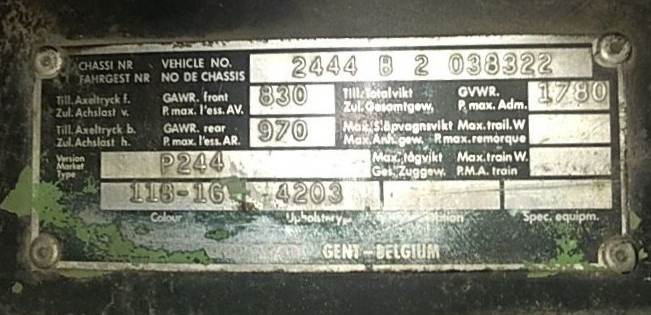 CHASSI NR VEHICLE NO. 2444 B 2 038322
FAHRGEST NR NO DE CHASSIS
Till. Axeltryck f. GAWR. front 830 Till. Totalvikt GVWR. 1780
Zul. Achslast v. P. max. l'ess. AV. Zul. Gesamtgew. P. max. Adm.
Till. Axeltryck b. GAWR. rear 970 Max. Släpvagnsvikt Max. trail. W
Zul. Achslast h. P. max. l'ess. AR. Max. Anh. gew. P. max. remorque
Version Market Type P244 Max. tågvikt Max. train W.
Ges. Zuggew. P.M.A. train
118-16 4203
Colour Upholstery Spec. equipm.
GENT-BELGIUM